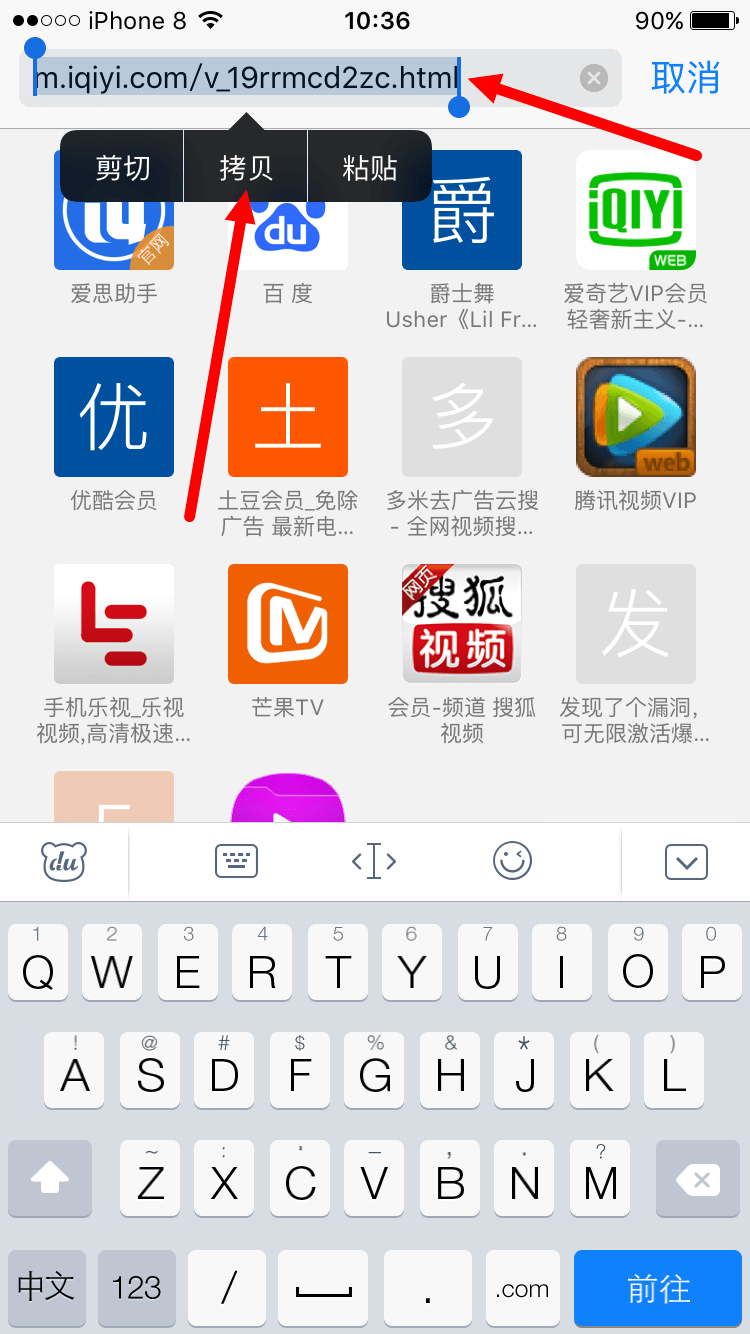 iPhone 8
10:36
90%
m.iqiyi.com/v_19rrmcd2zc.html
取消
剪切
拷贝
粘贴
官网
du
爵
iQIYI
WEB
爱思助手
百 度
爵士舞
Usher《Lil Fr...
爱奇艺VIP会员
轻奢新主义-...
优
土
多
web
优酷会员
土豆会员_免除
广告 最新电...
多米去广告云搜
- 全网视频搜...
腾讯视频VIP
网页
搜狐
视频
发
手机乐视_乐视
视频,高清极速...
芒果TV
会员-频道 搜狐
视频
发现了个漏洞,
可无限激活爆...
du
1 2 3 4 5 6 7 8 9 0
Q W E R T Y U I O P
! @ # $ % & * ( )
A S D F G H J K L
~ : ' – , . ?
Z X C V B N M
中文
123
/
.
.com
前往